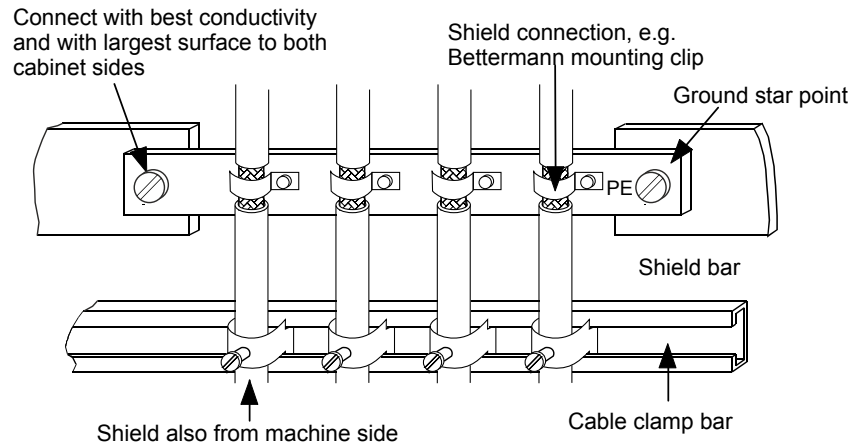 Connect with best conductivity
and with largest surface to both
cabinet sides
Shield connection, e.g.
Bettermann mounting clip
Ground star point
PE
Shield bar
Cable clamp bar
Shield also from machine side